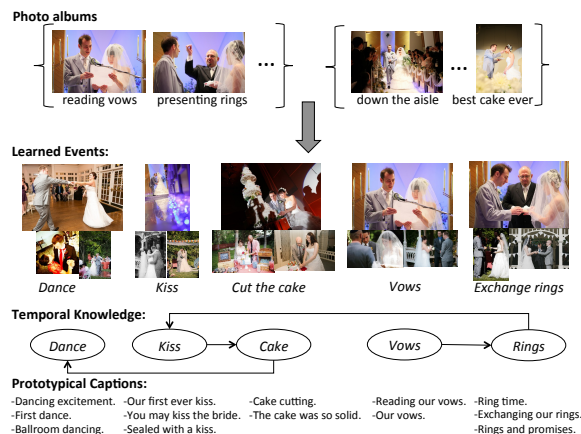 Photo albums
...
...
reading vows
presenting rings
down the aisle
best cake ever
Learned Events:
Dance
Kiss
Cut the cake
Vows
Exchange rings
Temporal Knowledge:
Dance
Kiss
Cake
Vows
Rings
Prototypical Captions:
-Dancing excitement.
-First dance.
-Ballroom dancing.
-Our first ever kiss.
-You may kiss the bride.
-Sealed with a kiss.
-Cake cutting.
-The cake was so solid.
-Reading our vows.
-Our vows.
-Ring time.
-Exchanging our rings.
-Rings and promises.